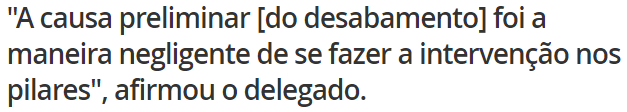 "A causa preliminar [do desabamento] foi a
maneira negligente de se fazer a intervenção nos
pilares", afirmou o delegado.